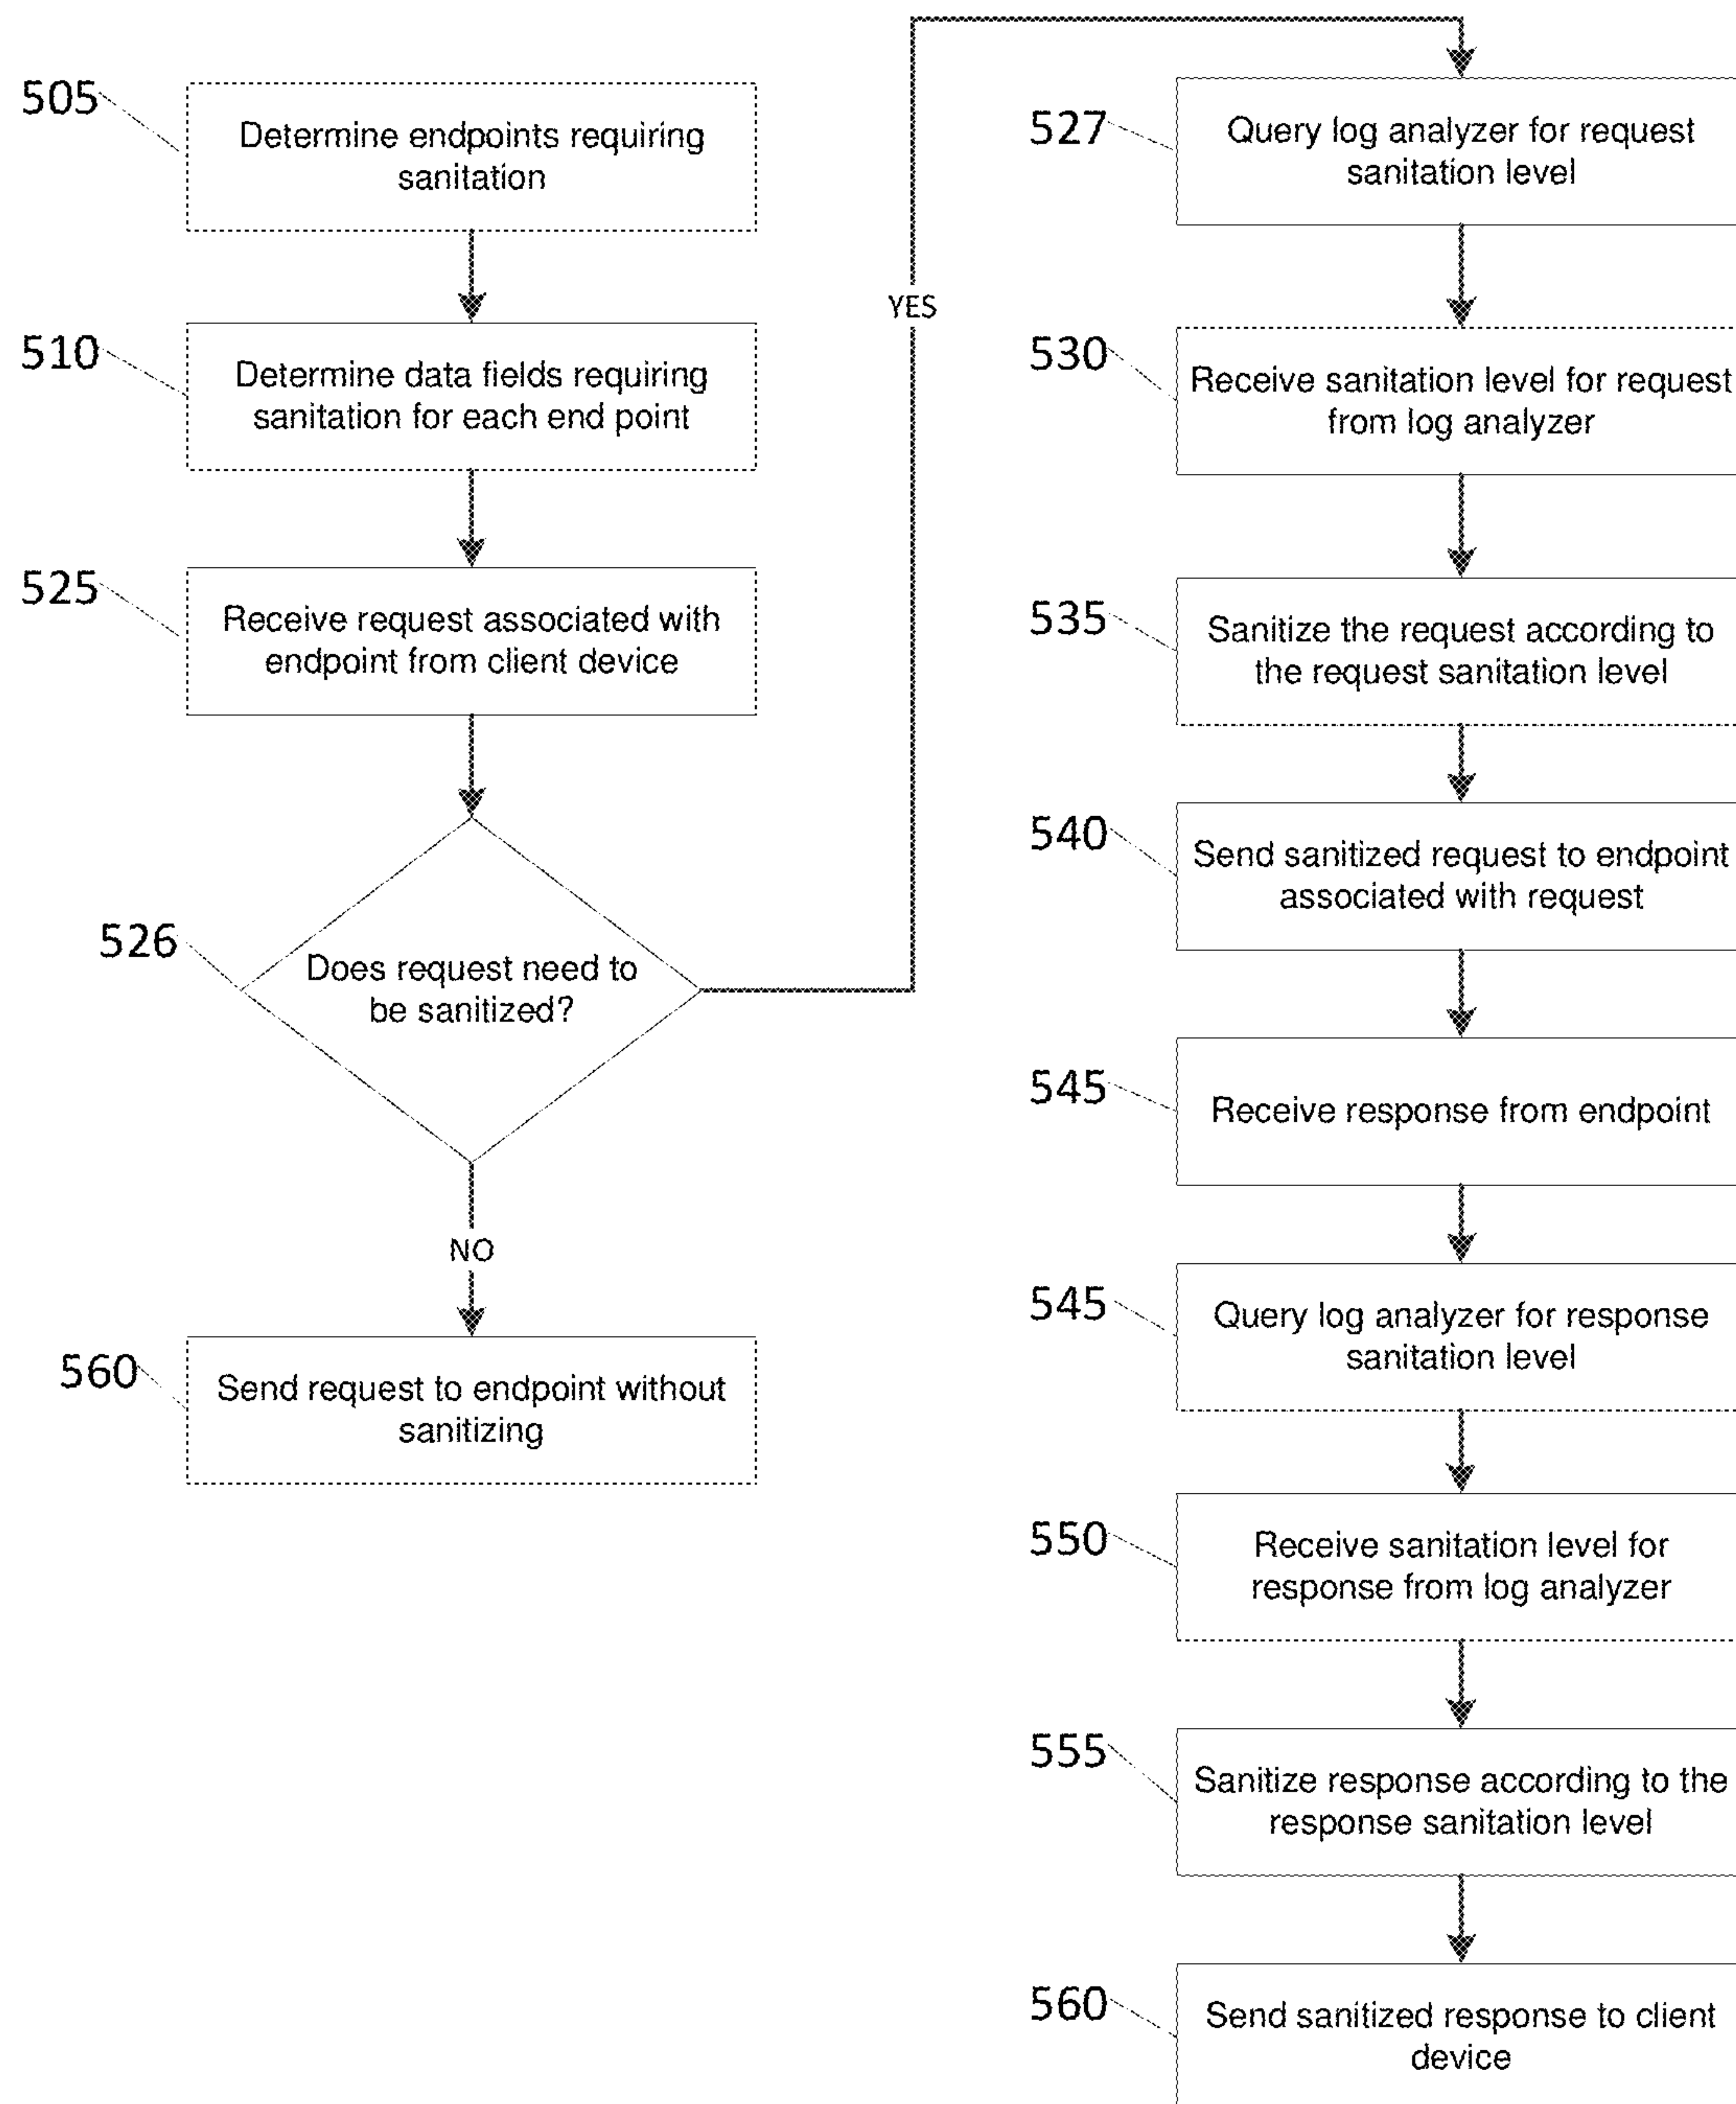 505
Determine endpoints requiring
sanitation
510
Determine data fields requiring
sanitation for each end point
525
Receive request associated with
endpoint from client device
526
Does request need to
be sanitized?
NO
560
Send request to endpoint without
sanitizing
YES
527
Query log analyzer for request
sanitation level
530
Receive sanitation level for request
from log analyzer
535
Sanitize the request according to
the request sanitation level
540
Send sanitized request to endpoint
associated with request
545
Receive response from endpoint
545
Query log analyzer for response
sanitation level
550
Receive sanitation level for
response from log analyzer
555
Sanitize response according to the
response sanitation level
560
Send sanitized response to client
device